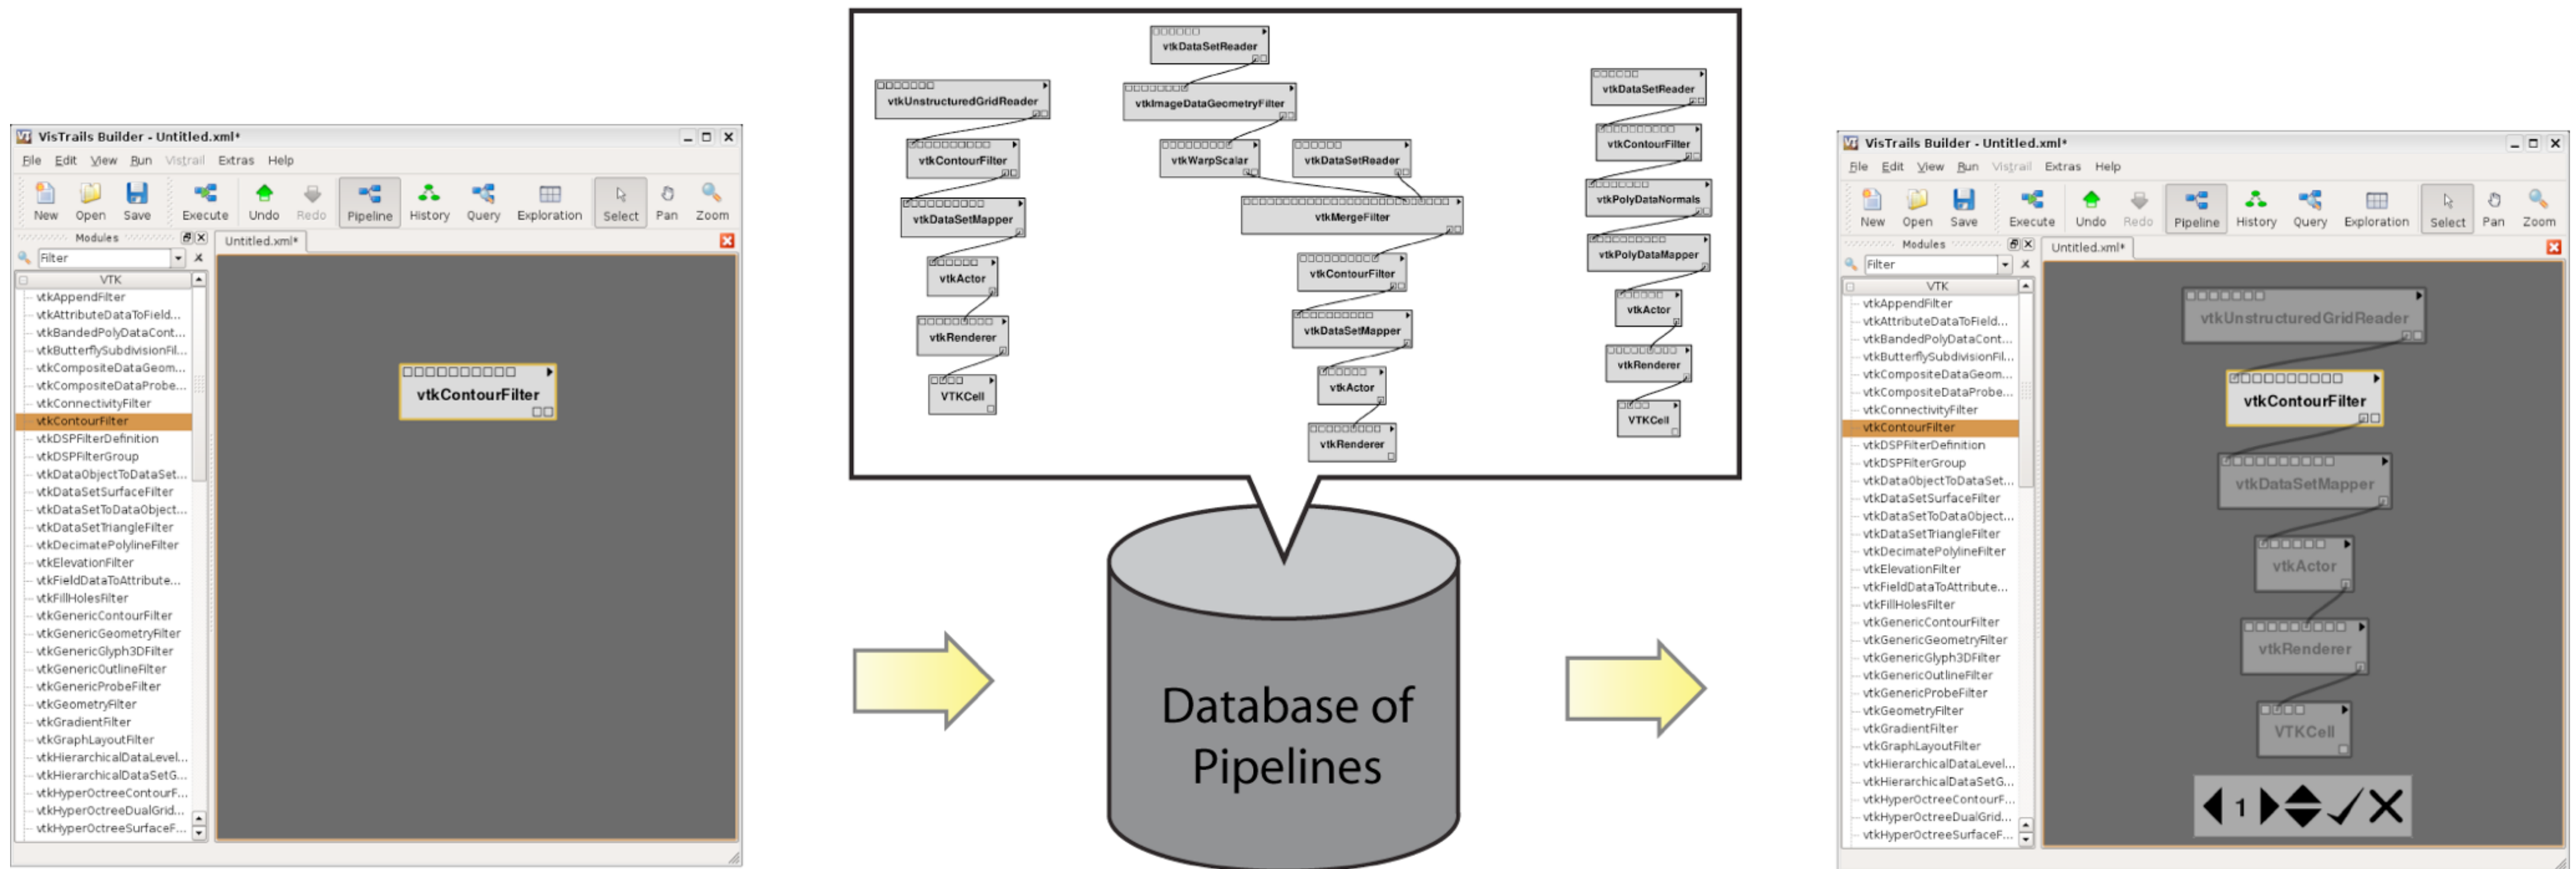 VisTrails Builder - Untitled.xml*
File Edit View Run Vistrail Extras Help
New Open Save Execute Undo Redo Pipeline History Query Exploration Select Pan Zoom
Modules
Untitled.xml*
Filter
VTK
vtkAppendFilter
vtkAttributeDataToField...
vtkBandedPolyDataCont...
vtkButterflySubdivisionFil...
vtkCompositeDataGeom...
vtkCompositeDataProbe...
vtkConnectivityFilter
vtkContourFilter
vtkDSPFilterDefinition
vtkDSPFilterGroup
vtkDataObjectToDataSet...
vtkDataSetSurfaceFilter
vtkDataSetToDataObject...
vtkDataSetTriangleFilter
vtkDecimatePolylineFilter
vtkElevationFilter
vtkFieldDataToAttribute...
vtkFillHolesFilter
vtkGenericContourFilter
vtkGenericGeometryFilter
vtkGenericGlyph3DFilter
vtkGenericOutlineFilter
vtkGenericProbeFilter
vtkGeometryFilter
vtkGradientFilter
vtkGraphLayoutFilter
vtkHierarchicalDataLevel...
vtkHierarchicalDataSetG...
vtkHyperOctreeContourF...
vtkHyperOctreeDualGrid...
vtkHyperOctreeSurfaceF...
vtkContourFilter
vtkUnstructuredGridReader
vtkContourFilter
vtkDataSetMapper
vtkActor
vtkRenderer
VTKCell
vtkDataSetReader
vtkImageDataGeometryFilter
vtkWarpScalar
vtkDataSetReader
vtkMergeFilter
vtkContourFilter
vtkDataSetMapper
vtkActor
vtkRenderer
vtkDataSetReader
vtkContourFilter
vtkPolyDataNormals
vtkPolyDataMapper
vtkActor
vtkRenderer
VTKCell
Database of
Pipelines
VisTrails Builder - Untitled.xml*
File Edit View Run Vistrail Extras Help
New Open Save Execute Undo Redo Pipeline History Query Exploration Select Pan Zoom
Modules
Untitled.xml*
Filter
VTK
vtkAppendFilter
vtkAttributeDataToField...
vtkBandedPolyDataCont...
vtkButterflySubdivisionFil...
vtkCompositeDataGeom...
vtkCompositeDataProbe...
vtkConnectivityFilter
vtkContourFilter
vtkDSPFilterDefinition
vtkDSPFilterGroup
vtkDataObjectToDataSet...
vtkDataSetSurfaceFilter
vtkDataSetToDataObject...
vtkDataSetTriangleFilter
vtkDecimatePolylineFilter
vtkElevationFilter
vtkFieldDataToAttribute...
vtkFillHolesFilter
vtkGenericContourFilter
vtkGenericGeometryFilter
vtkGenericGlyph3DFilter
vtkGenericOutlineFilter
vtkGenericProbeFilter
vtkGeometryFilter
vtkGradientFilter
vtkGraphLayoutFilter
vtkHierarchicalDataLevel...
vtkHierarchicalDataSetG...
vtkHyperOctreeContourF...
vtkHyperOctreeDualGrid...
vtkHyperOctreeSurfaceF...
vtkUnstructuredGridReader
vtkContourFilter
vtkDataSetMapper
vtkActor
vtkRenderer
VTKCell
1